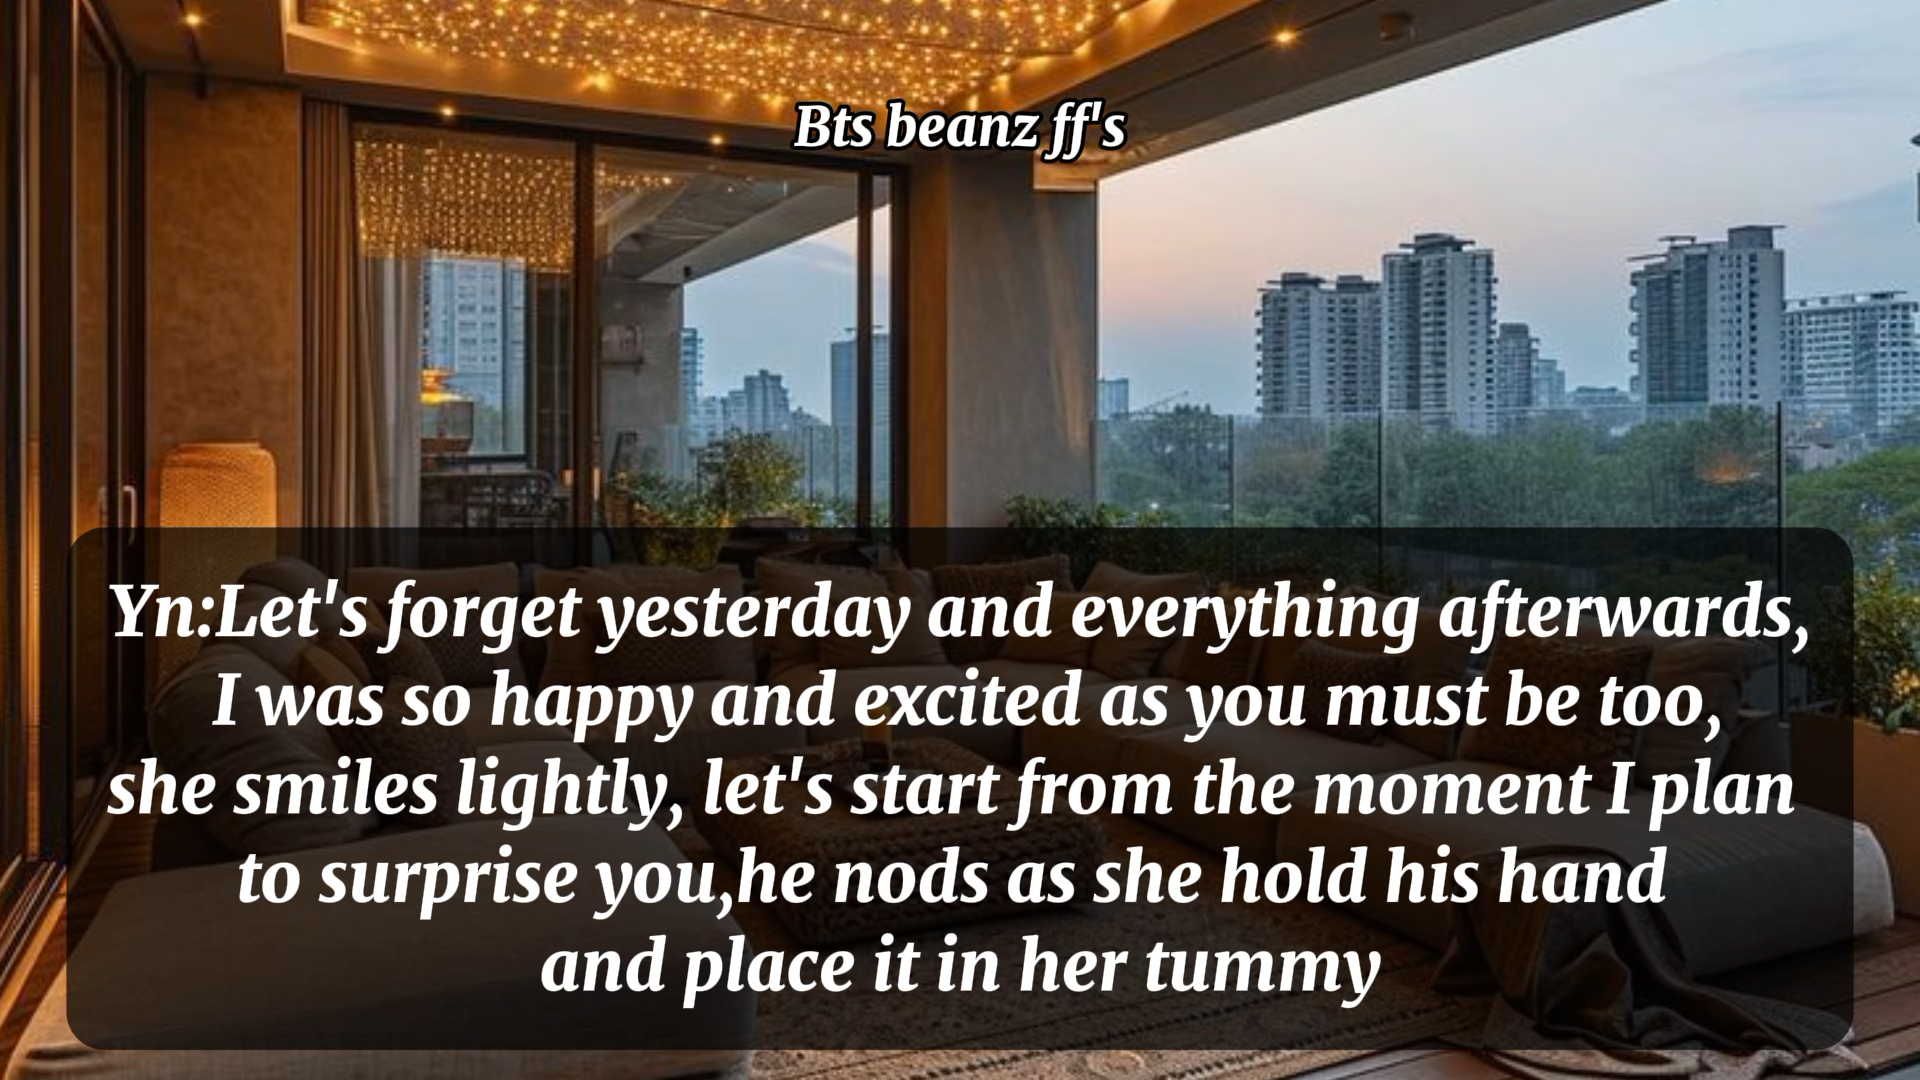 Bts beanz ff's
Yn:Let's forget yesterday and everything afterwards,
I was so happy and excited as you must be too,
she smiles lightly, let's start from the moment I plan
to surprise you,he nods as she hold his hand
and place it in her tummy